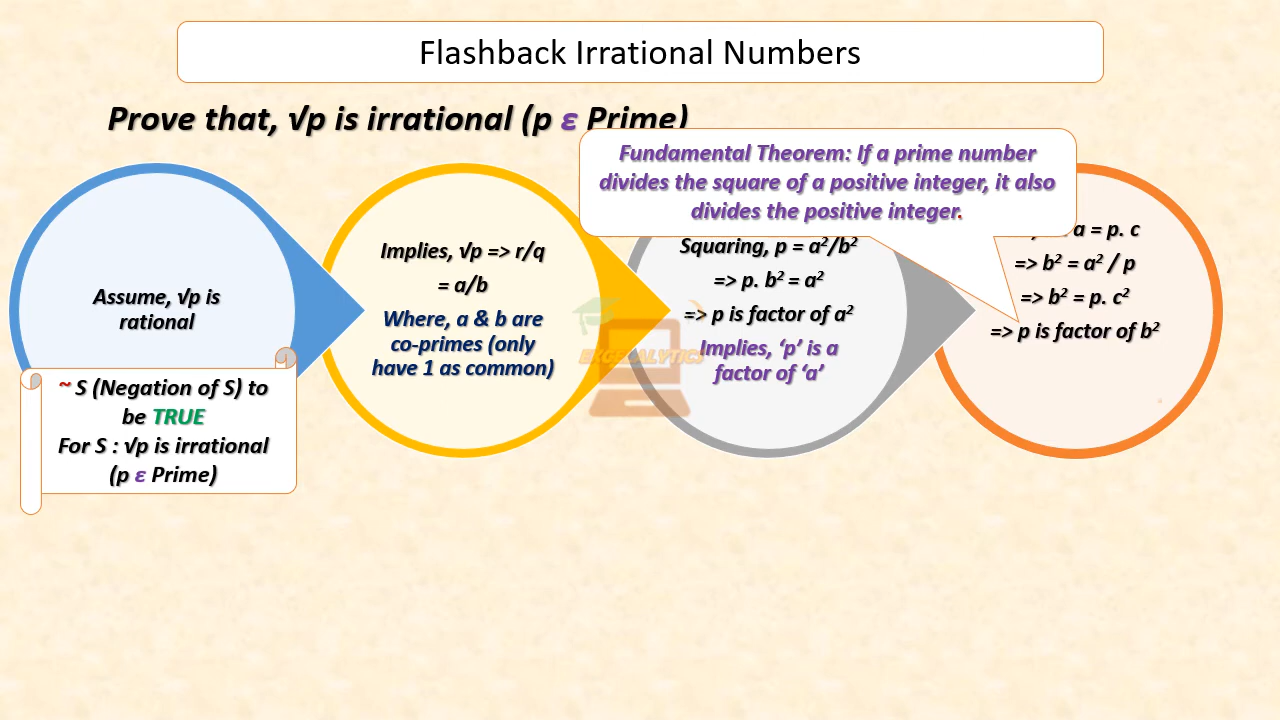 Flashback Irrational Numbers
Prove that, √p is irrational (p ε Prime)
Fundamental Theorem: If a prime number
divides the square of a positive integer, it also
divides the positive integer.
Assume, √p is
rational
~ S (Negation of S) to
be TRUE
For S : √p is irrational
(p ε Prime)
Implies, √p => r/q
= a/b
Where, a & b are
co-primes (only
have 1 as common)
Squaring, p = a²/b²
=> p. b² = a²
=> p is factor of a²
Implies, ‘p’ is a
factor of ‘a’
a = p. c
=> b² = a² / p
=> b² = p. c²
=> p is factor of b²
EXCELALYTICS